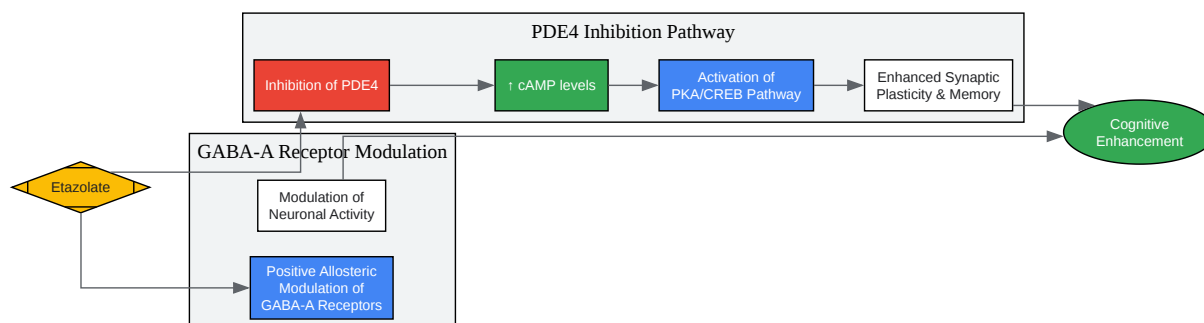 PDE4 Inhibition Pathway
Inhibition of PDE4
↑ cAMP levels
Activation of
PKA/CREB Pathway
Enhanced Synaptic
Plasticity & Memory
Cognitive
Enhancement
GABA-A Receptor Modulation
Etazolate
Modulation of
Neuronal Activity
Positive Allosteric
Modulation of
GABA-A Receptors